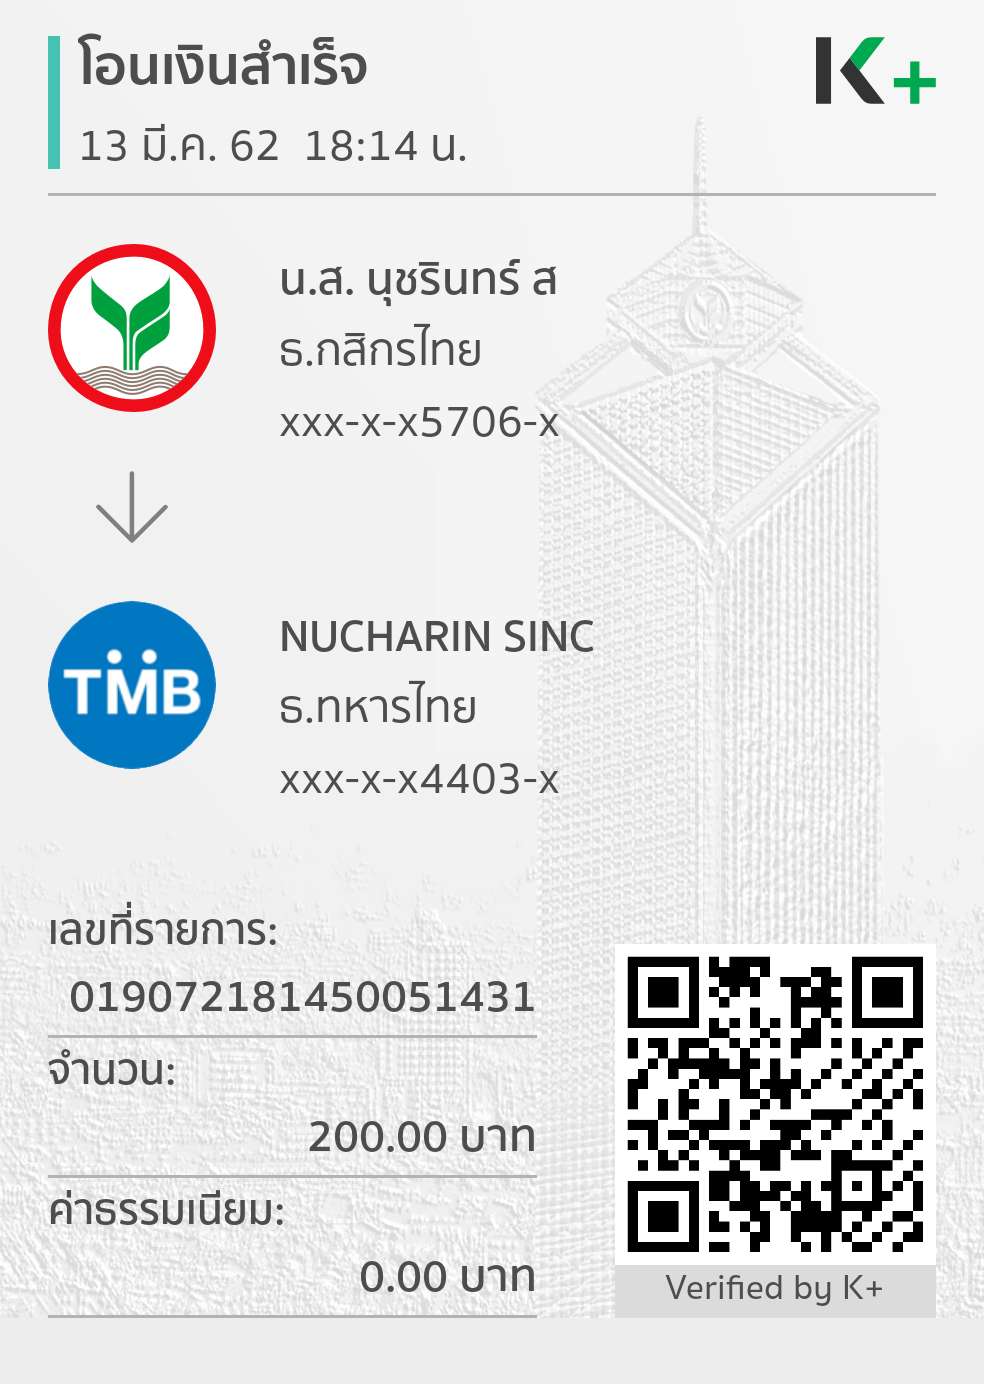 โอนเงินสำเร็จ
K+
13 มี.ค. 62 18:14 น.
น.ส. นุชรินทร์ ส
ธ.กสิกรไทย
xxx-x-x5706-x
TMB
NUCHARIN SINC
ธ.ทหารไทย
xxx-x-x4403-x
เลขที่รายการ:
019072181450051431
จำนวน:
200.00 บาท
ค่าธรรมเนียม:
0.00 บาท
Verified by K+